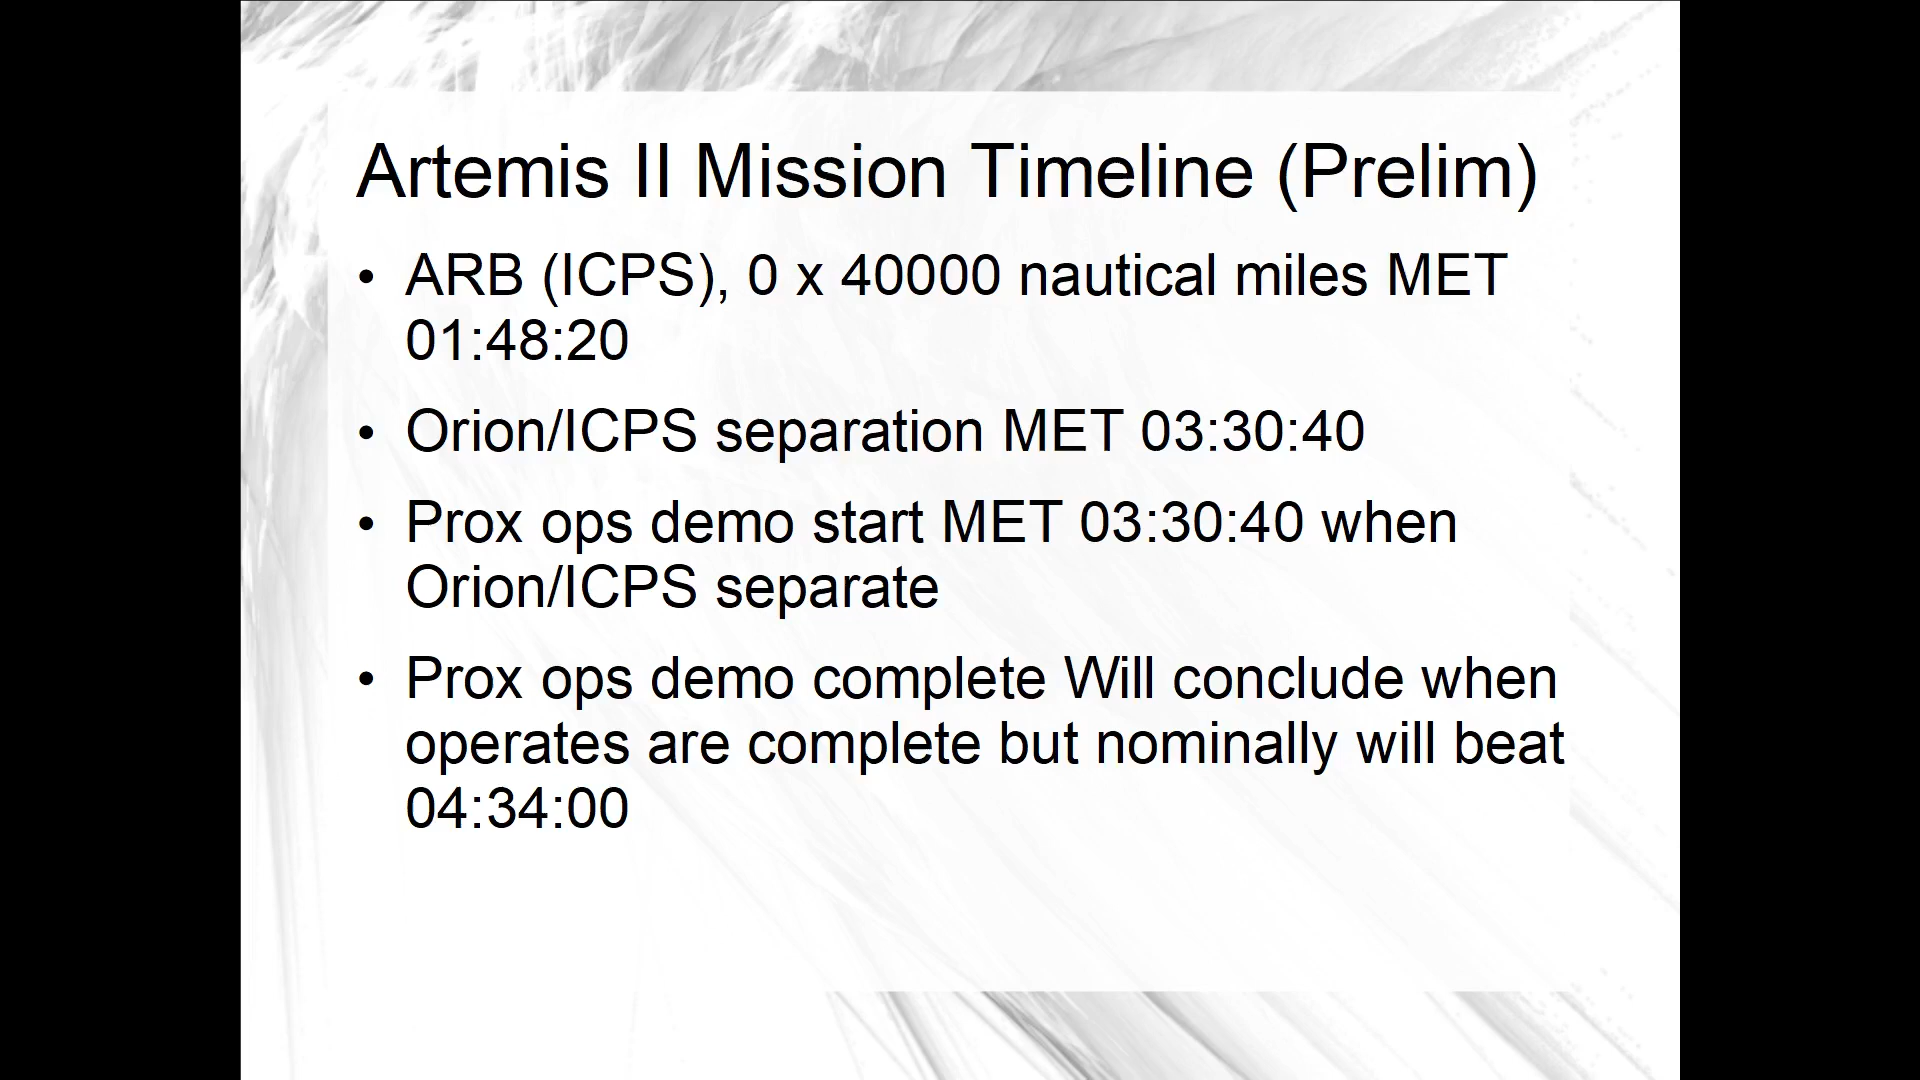 Artemis II Mission Timeline (Prelim)
• ARB (ICPS), 0 x 40000 nautical miles MET
01:48:20
• Orion/ICPS separation MET 03:30:40
• Prox ops demo start MET 03:30:40 when
Orion/ICPS separate
• Prox ops demo complete Will conclude when
operates are complete but nominally will beat
04:34:00